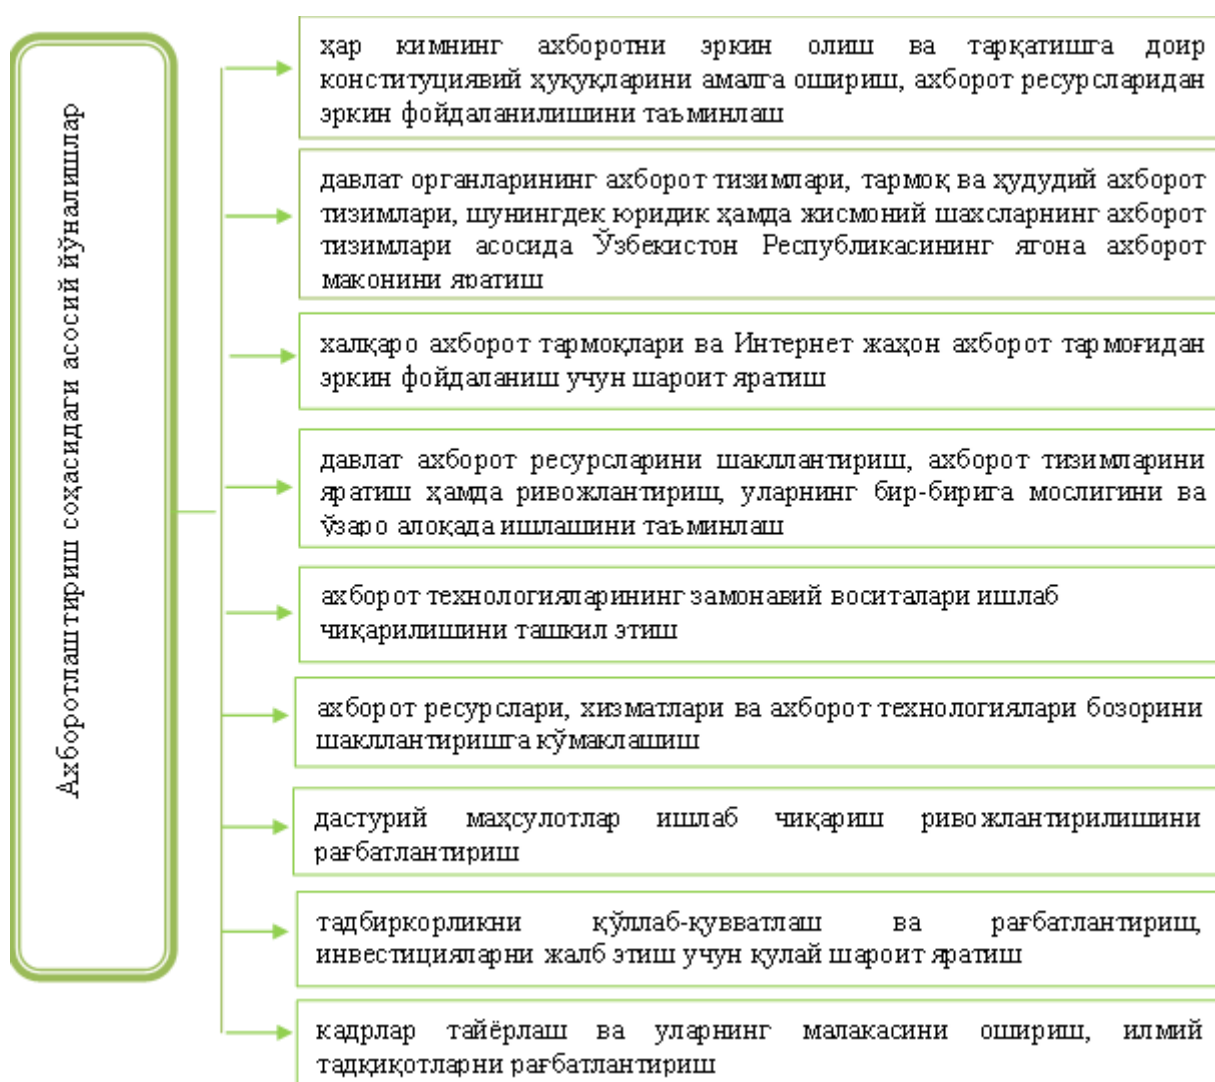 Ахборотлаштириш соҳасидаги асосий йўналишлар
ҳар кимнинг ахборотни эркин олиш ва тарқатишга доир
конституциявий ҳуқуқларини амалга ошириш, ахборот ресурсларидан
эркин фойдаланилишини таъминлаш
давлат органларининг ахборот тизимлари, тармоқ ва ҳудудий ахборот
тизимлари, шунингдек юридик ҳамда жисмоний шахсларнинг ахборот
тизимлари асосида Ўзбекистон Республикасининг ягона ахборот
маконини яратиш
халқаро ахборот тармоқлари ва Интернет жаҳон ахборот тармоғидан
эркин фойдаланиш учун шароит яратиш
давлат ахборот ресурсларини шакллантириш, ахборот тизимларини
яратиш ҳамда ривожлантириш, уларнинг бир-бирига мослигини ва
ўзаро алоқада ишлашини таъминлаш
ахборот технологияларининг замонавий воситалари ишлаб
чиқарилишини ташкил этиш
ахборот ресурслари, хизматлари ва ахборот технологиялари бозорини
шакллантиришга кўмаклашиш
дастурий маҳсулотлар ишлаб чиқариш ривожлантирилишини
рағбатлантириш
тадбиркорликни қўллаб-қувватлаш ва рағбатлантириш,
инвестицияларни жалб этиш учун қулай шароит яратиш
кадрлар тайёрлаш ва уларнинг малакасини ошириш, илмий
тадқиқотларни рағбатлантириш